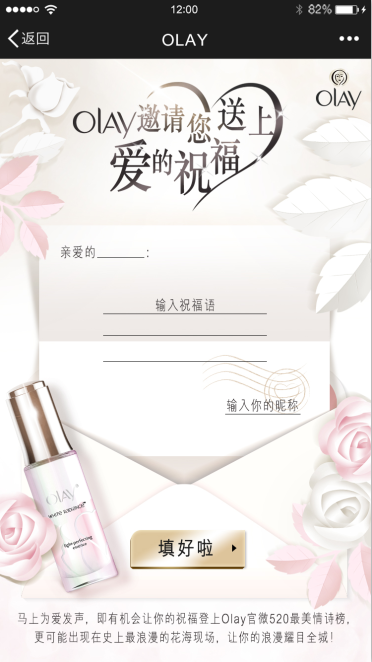 12:00
82%
返回
OLAY
OLAY
OLAY邀请您送上
爱的祝福
亲爱的______：
输入祝福语
输入你的昵称
OLAY
WHITE RADIANCE™
light-perfecting
essence
填好啦
马上为爱发声，即有机会让你的祝福登上Olay官微520最美情诗榜，
更可能出现在史上最浪漫的花海现场，让你的浪漫耀目全城！